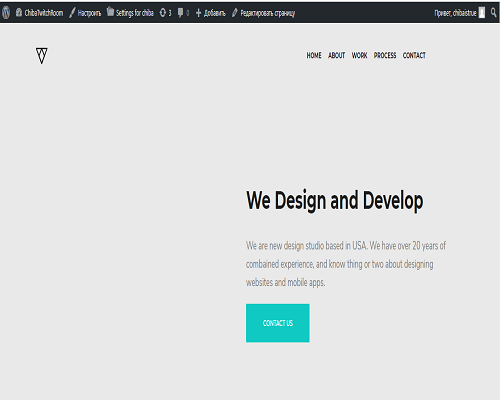 ChibaTwitchRoom Настроить Settings for chiba 3 0 Добавить Редактировать страницу Привет, chibaistrue
HOME ABOUT WORK PROCESS CONTACT
We Design and Develop
We are new design studio based in USA. We have over 20 years of
combained experience, and know thing or two about designing
websites and mobile apps.
CONTACT US